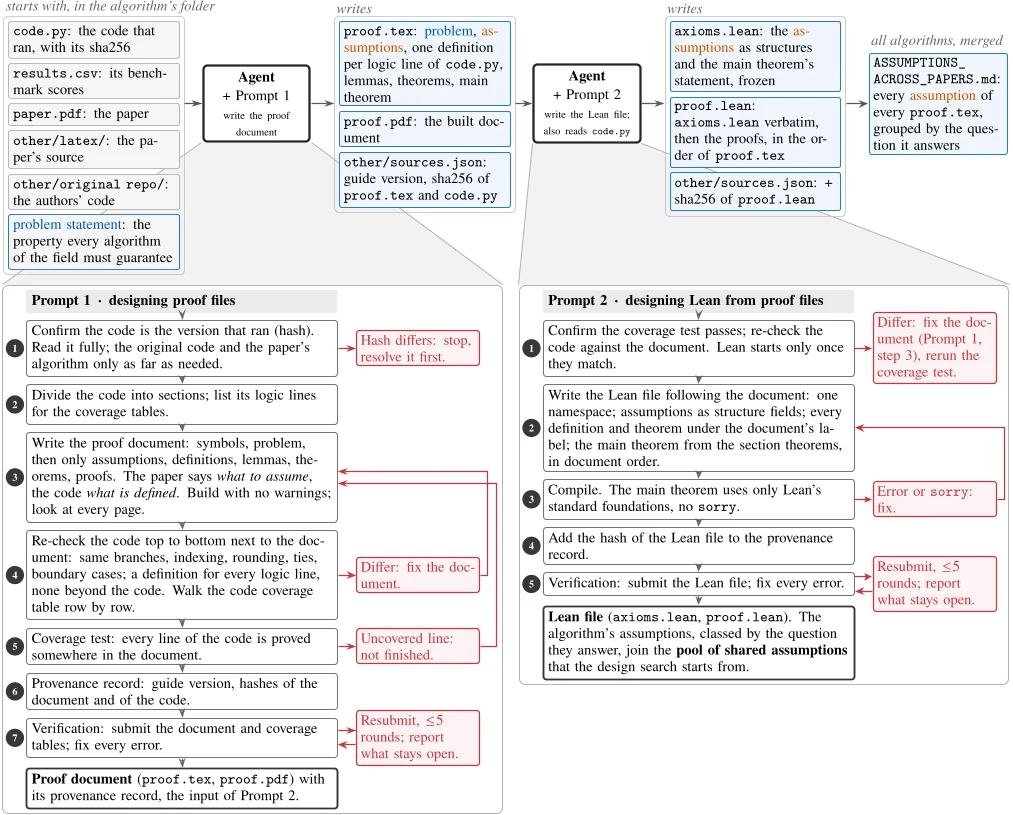 starts with, in the algorithm's folder
code.py: the code that
ran, with its sha256
results.csv: its bench-
mark scores
paper.pdf: the paper
other/latex/: the pa-
per's source
other/original repo/:
the authors' code
problem statement: the
property every algorithm
of the field must guarantee
Agent
+ Prompt 1
write the proof
document
writes
proof.tex: problem, as-
sumptions, one definition
per logic line of code.py,
lemmas, theorems, main
theorem
proof.pdf: the built doc-
ument
other/sources.json:
guide version, sha256 of
proof.tex and code.py
Agent
+ Prompt 2
write the Lean file;
also reads code.py
writes
axioms.lean: the as-
sumptions as structures
and the main theorem's
statement, frozen
proof.lean:
axioms.lean verbatim,
then the proofs, in the or-
der of proof.tex
other/sources.json: +
sha256 of proof.lean
all algorithms, merged
ASSUMPTIONS_
ACROSS_PAPERS.md:
every assumption of
every proof.tex,
grouped by the ques-
tion it answers
Prompt 1 · designing proof files
1
Confirm the code is the version that ran (hash).
Read it fully; the original code and the paper's
algorithm only as far as needed.
Hash differs: stop,
resolve it first.
2
Divide the code into sections; list its logic lines
for the coverage tables.
3
Write the proof document: symbols, problem,
then only assumptions, definitions, lemmas, the-
orems, proofs. The paper says what to assume,
the code what is defined. Build with no warnings;
look at every page.
4
Re-check the code top to bottom next to the doc-
ument: same branches, indexing, rounding, ties,
boundary cases; a definition for every logic line,
none beyond the code. Walk the code coverage
table row by row.
Differ: fix the doc-
ument.
5
Coverage test: every line of the code is proved
somewhere in the document.
Uncovered line:
not finished.
6
Provenance record: guide version, hashes of the
document and of the code.
7
Verification: submit the document and coverage
tables; fix every error.
Resubmit, ≤5
rounds; report
what stays open.
Proof document (proof.tex, proof.pdf) with
its provenance record, the input of Prompt 2.
Prompt 2 · designing Lean from proof files
1
Confirm the coverage test passes; re-check the
code against the document. Lean starts only once
they match.
Differ: fix the doc-
ument (Prompt 1,
step 3), rerun the
coverage test.
2
Write the Lean file following the document: one
namespace; assumptions as structure fields; every
definition and theorem under the document's la-
bel; the main theorem from the section theorems,
in document order.
3
Compile. The main theorem uses only Lean's
standard foundations, no sorry.
Error or sorry:
fix.
4
Add the hash of the Lean file to the provenance
record.
5
Verification: submit the Lean file; fix every error.
Resubmit, ≤5
rounds; report
what stays open.
Lean file (axioms.lean, proof.lean). The
algorithm's assumptions, classed by the question
they answer, join the pool of shared assumptions
that the design search starts from.